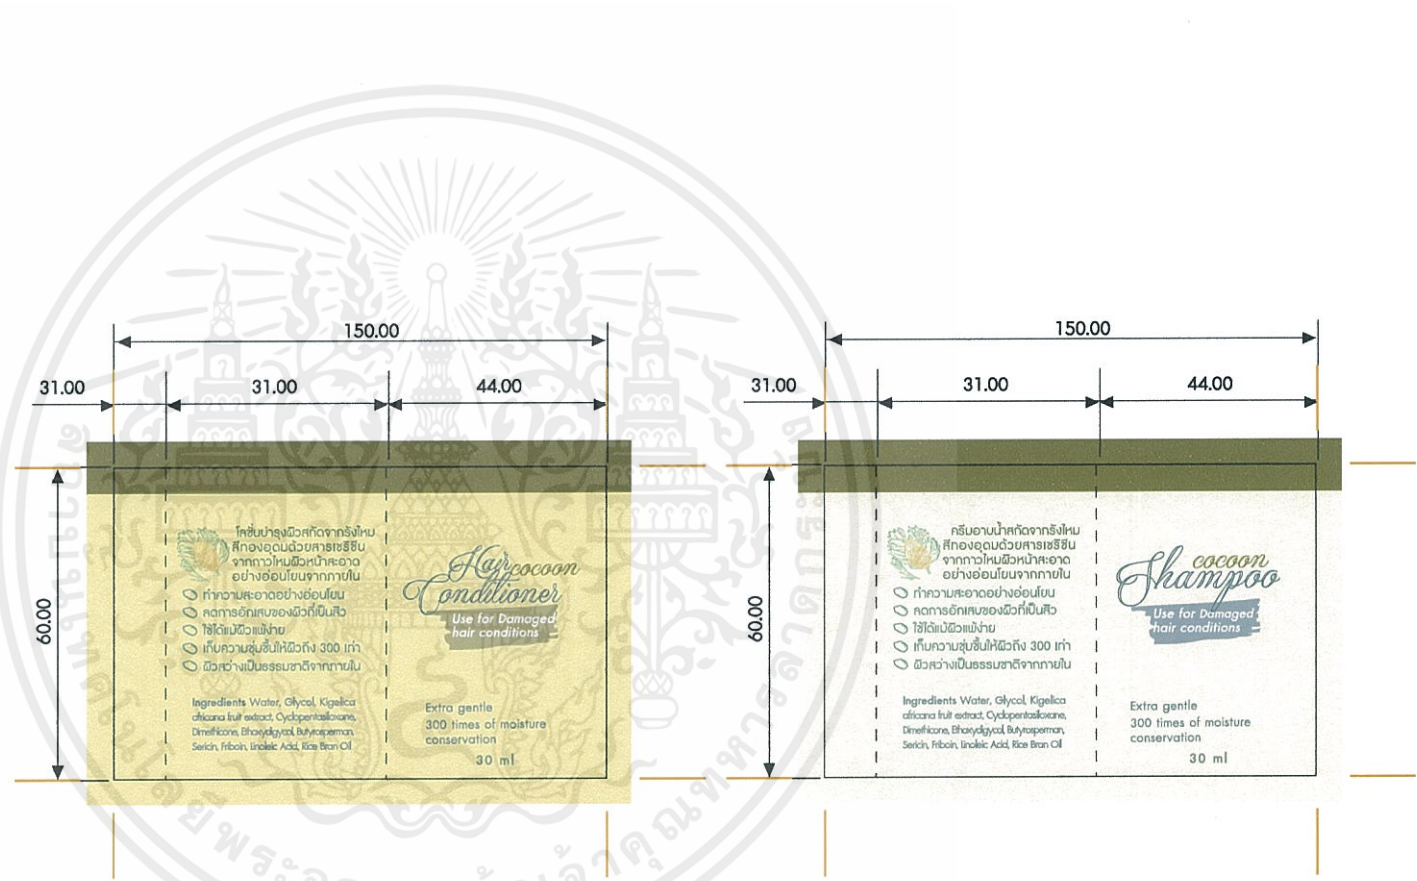 150.00
31.00
31.00
44.00
60.00
โลชั่นบำรุงผิวสกัดจากรังไหม
สีทองอุดมด้วยสารเซริซิน
จากกาวไหมผิวหน้าสะอาด
อย่างอ่อนโยนจากภายใน
ทำความสะอาดอย่างอ่อนโยน
ลดการอักเสบของผิวที่เป็นสิว
ใช้ได้แม้ผิวแพ้ง่าย
เก็บความชุ่มชื้นให้ผิวถึง 300 เท่า
ผิวสว่างเป็นธรรมชาติจากภายใน
Ingredients Water, Glycol, Kigelica
africana fruit extract, Cyclopentasiloxane,
Dimethicone, Ethoxydigycol, Butyrosperman,
Sericin, Friboin, Linoleic Acid, Rice Bran Oil
Hair cocoon
Conditioner
Use for Damaged
hair conditions
Extra gentle
300 times of moisture
conservation
30 ml
150.00
31.00
31.00
44.00
60.00
ครีมอาบน้ำสกัดจากรังไหม
สีทองอุดมด้วยสารเซริซิน
จากกาวไหมผิวหน้าสะอาด
อย่างอ่อนโยนจากภายใน
ทำความสะอาดอย่างอ่อนโยน
ลดการอักเสบของผิวที่เป็นสิว
ใช้ได้แม้ผิวแพ้ง่าย
เก็บความชุ่มชื้นให้ผิวถึง 300 เท่า
ผิวสว่างเป็นธรรมชาติจากภายใน
Ingredients Water, Glycol, Kigelica
africana fruit extract, Cyclopentasiloxane,
Dimethicone, Ethoxydigycol, Butyrosperman,
Sericin, Friboin, Linoleic Acid, Rice Bran Oil
cocoon
Shampoo
Use for Damaged
hair conditions
Extra gentle
300 times of moisture
conservation
30 ml